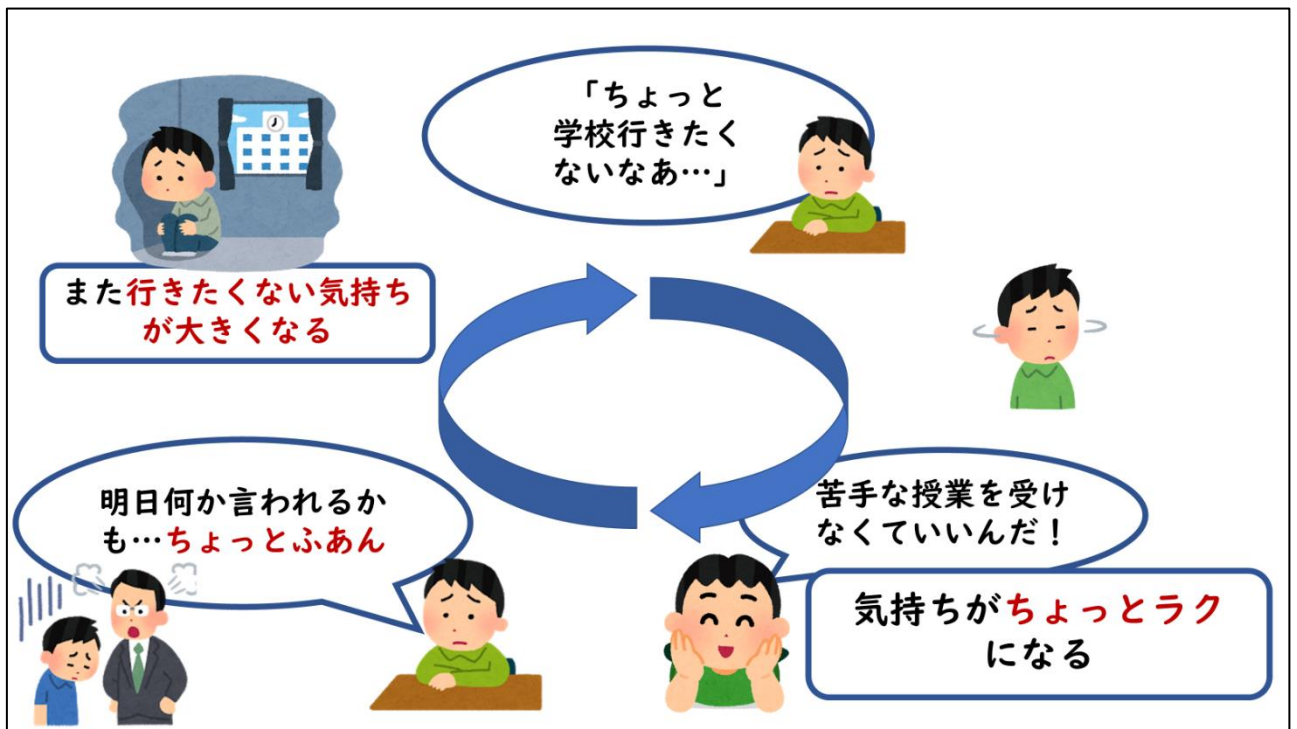 「ちょっと
学校行きたく
ないなあ…」
苦手な授業を受け
なくていいんだ！
気持ちがちょっとラク
になる
明日何か言われるか
も…ちょっとふあん
また行きたくない気持ち
が大きくなる